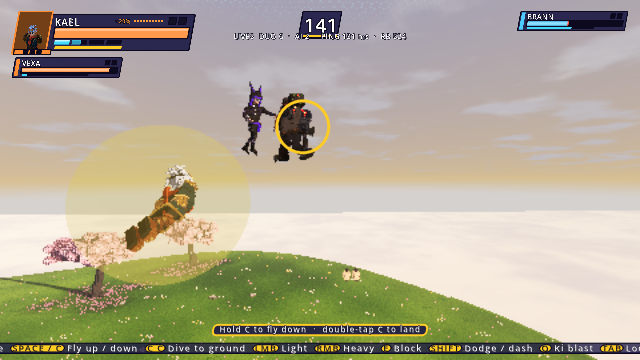 KAEL
141
BRANN
VEXA
Hold C to fly down · double-tap C to land
SPACE / C Fly up / down C C Dive to ground LMB Light RMB Heavy F Block SHIFT Dodge / dash Q Ki blast TAB